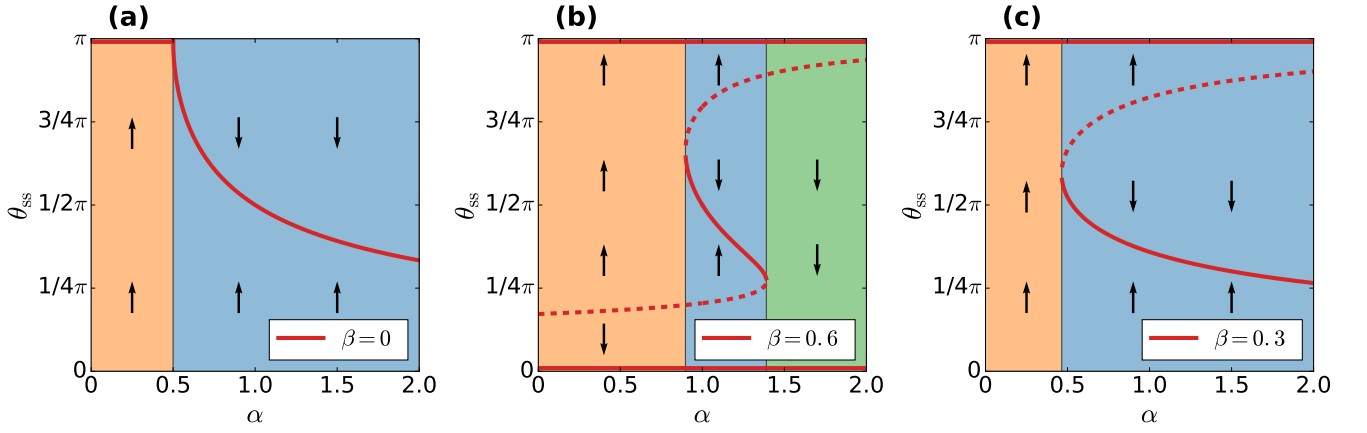 (a)
π
3/4π
1/2π
1/4π
0
θss
0
0.5
1.0
1.5
2.0
α
β = 0
(b)
π
3/4π
1/2π
1/4π
0
θss
0
0.5
1.0
1.5
2.0
α
β = 0.6
(c)
π
3/4π
1/2π
1/4π
0
θss
0
0.5
1.0
1.5
2.0
α
β = 0.3